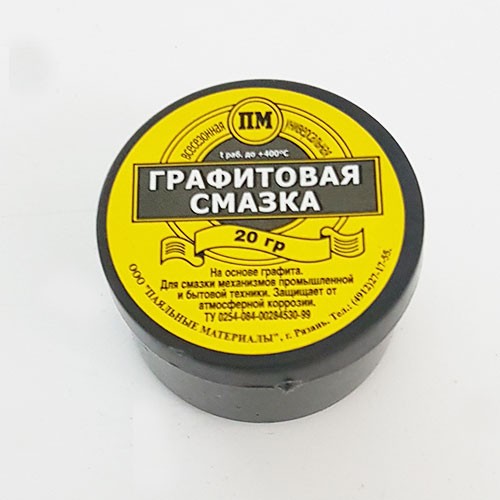 ПМ
ВСЕСЕЗОННАЯ УНИВЕРСАЛЬНАЯ
t раб. до +400°С
ГРАФИТОВАЯ
СМАЗКА
20 гр
На основе графита.
Для смазки механизмов промышленной
и бытовой техники. Защищает от
атмосферной коррозии.
ТУ 0254-084-00284530-99
ООО "ПАЯЛЬНЫЕ МАТЕРИАЛЫ", г. Рязань, Тел.: (4912)27-17-55.